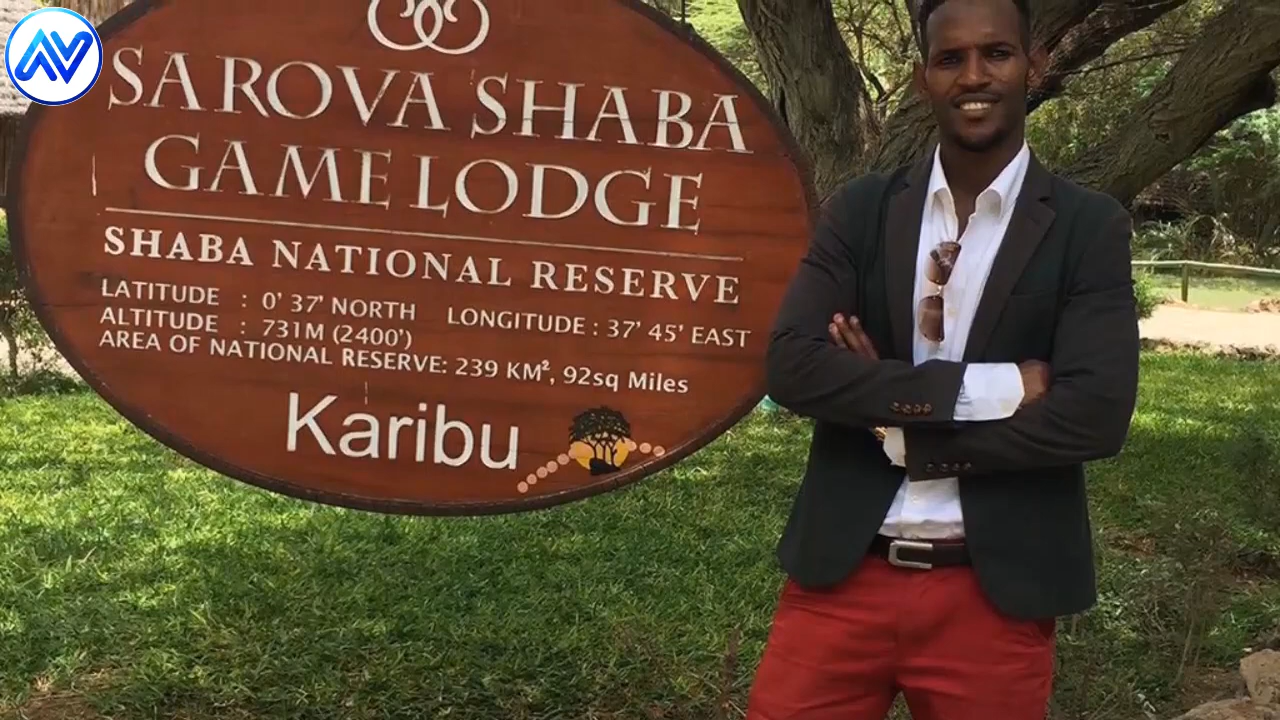 AV
SAROVA SHABA
GAME LODGE
SHABA NATIONAL RESERVE
LATITUDE : 0' 37' NORTH LONGITUDE : 37' 45' EAST
ALTITUDE : 731M (2400')
AREA OF NATIONAL RESERVE: 239 KM², 92sq Miles
Karibu